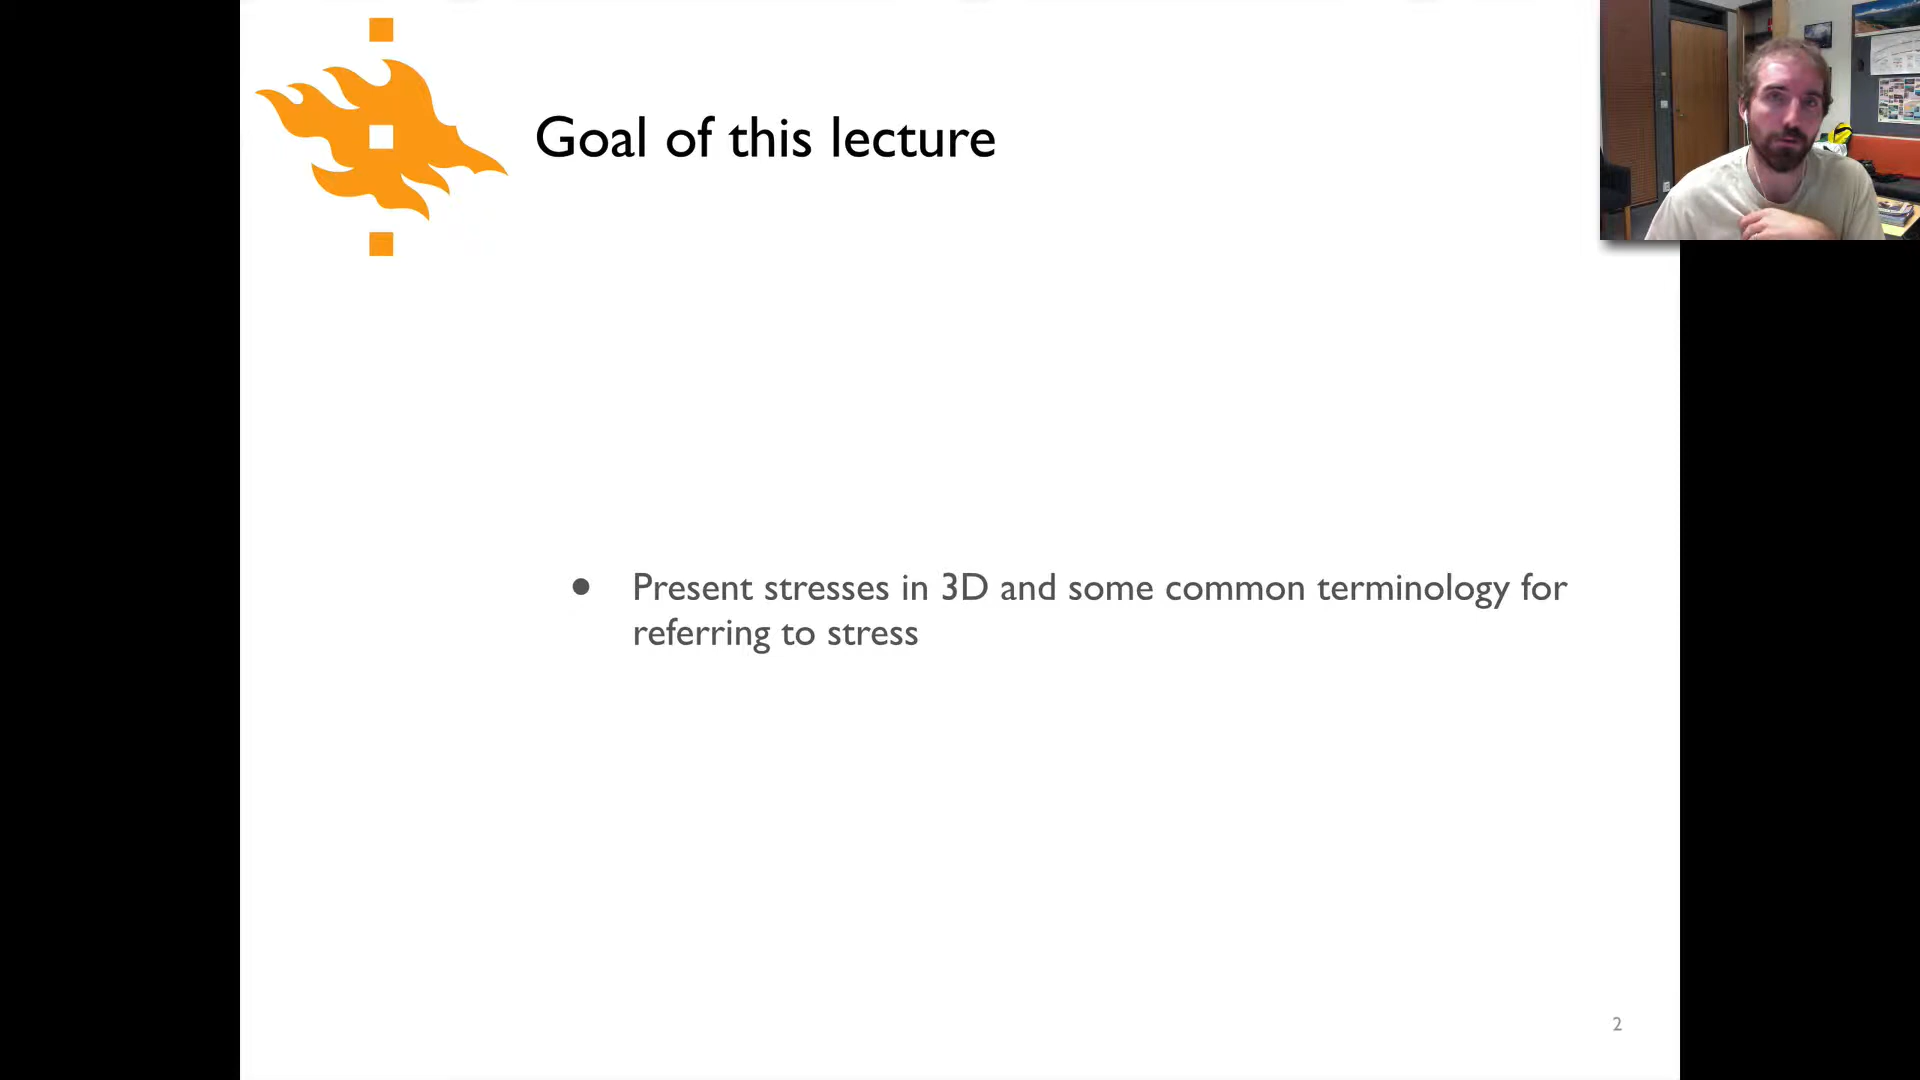 Goal of this lecture
● Present stresses in 3D and some common terminology for
referring to stress
2